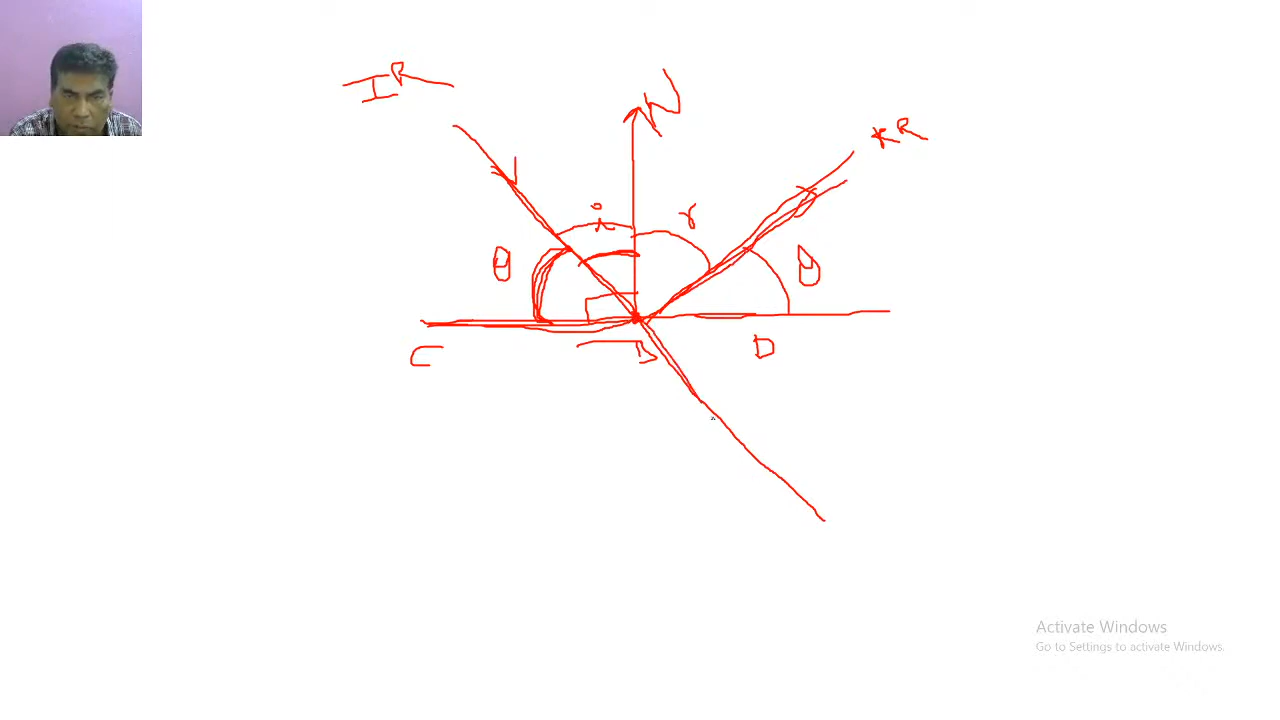 IR
N
RR
i
r
θ
θ
C
B
D
Activate Windows
Go to Settings to activate Windows.